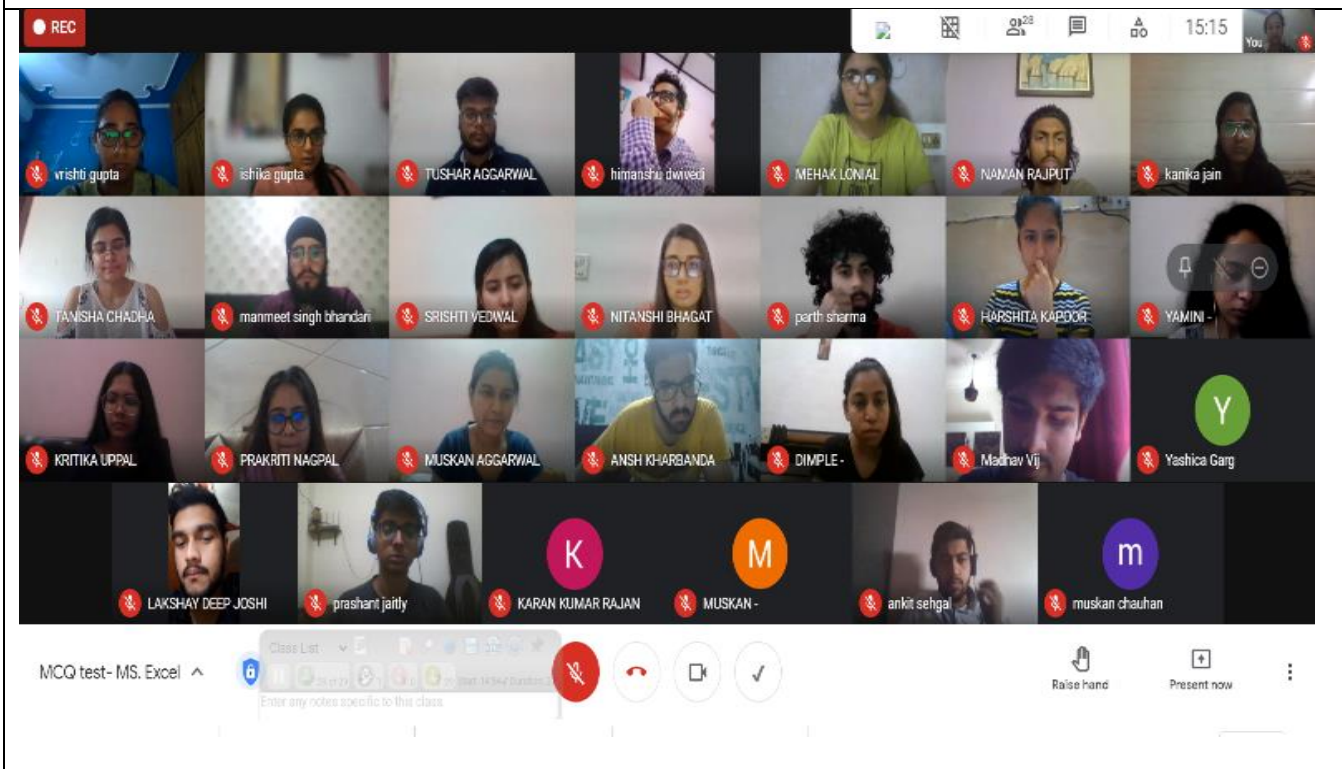 REC
28
15:15
You
vrishti gupta
ishika gupta
TUSHAR AGGARWAL
himanshu dwivedi
MEHAK LONIAL
NAMAN RAJPUT
kanika jain
TANISHA CHADHA
manmeet singh bhandari
SRISHTI VEDWAL
NITANSHI BHAGAT
parth sharma
HARSHITA KAPOOR
YAMINI -
KRITIKA UPPAL
PRAKRITI NAGPAL
MUSKAN AGGARWAL
ANSH KHARBANDA
DIMPLE -
Madhav Vij
Y
Yashica Garg
LAKSHAY DEEP JOSHI
prashant jaitly
K
KARAN KUMAR RAJAN
M
MUSKAN -
ankit sehgal
m
muskan chauhan
MCQ test- MS. Excel
Class List
Enter any notes specific to this class
Raise hand
Present now